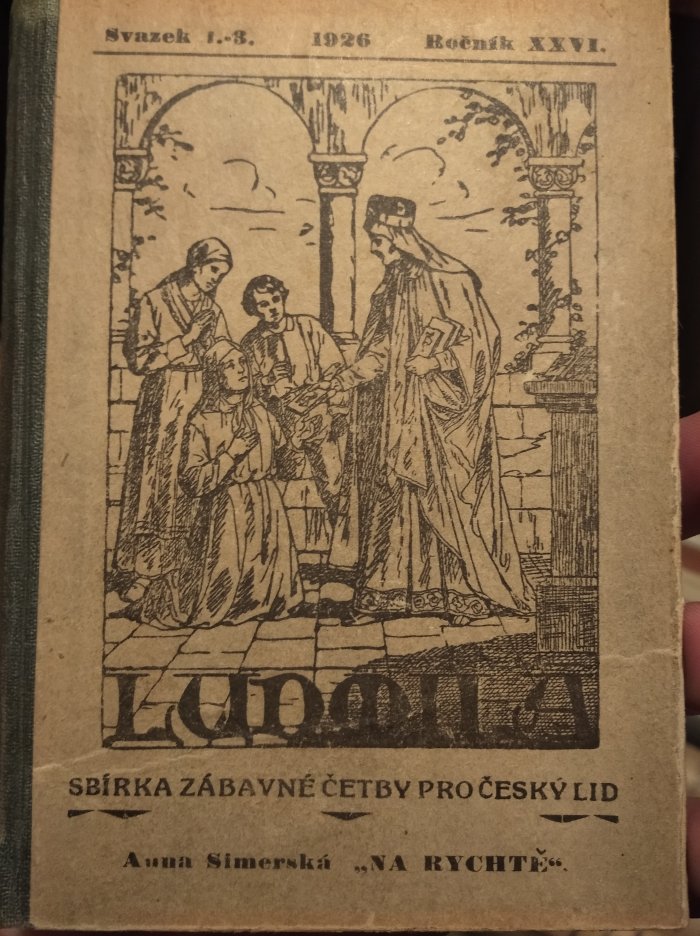 Svazek 1.-3. 1926 Ročník XXVI.
LUDMILA
SBÍRKA ZÁBAVNÉ ČETBY PRO ČESKÝ LID
Anna Simerská „NA RYCHTĚ“.